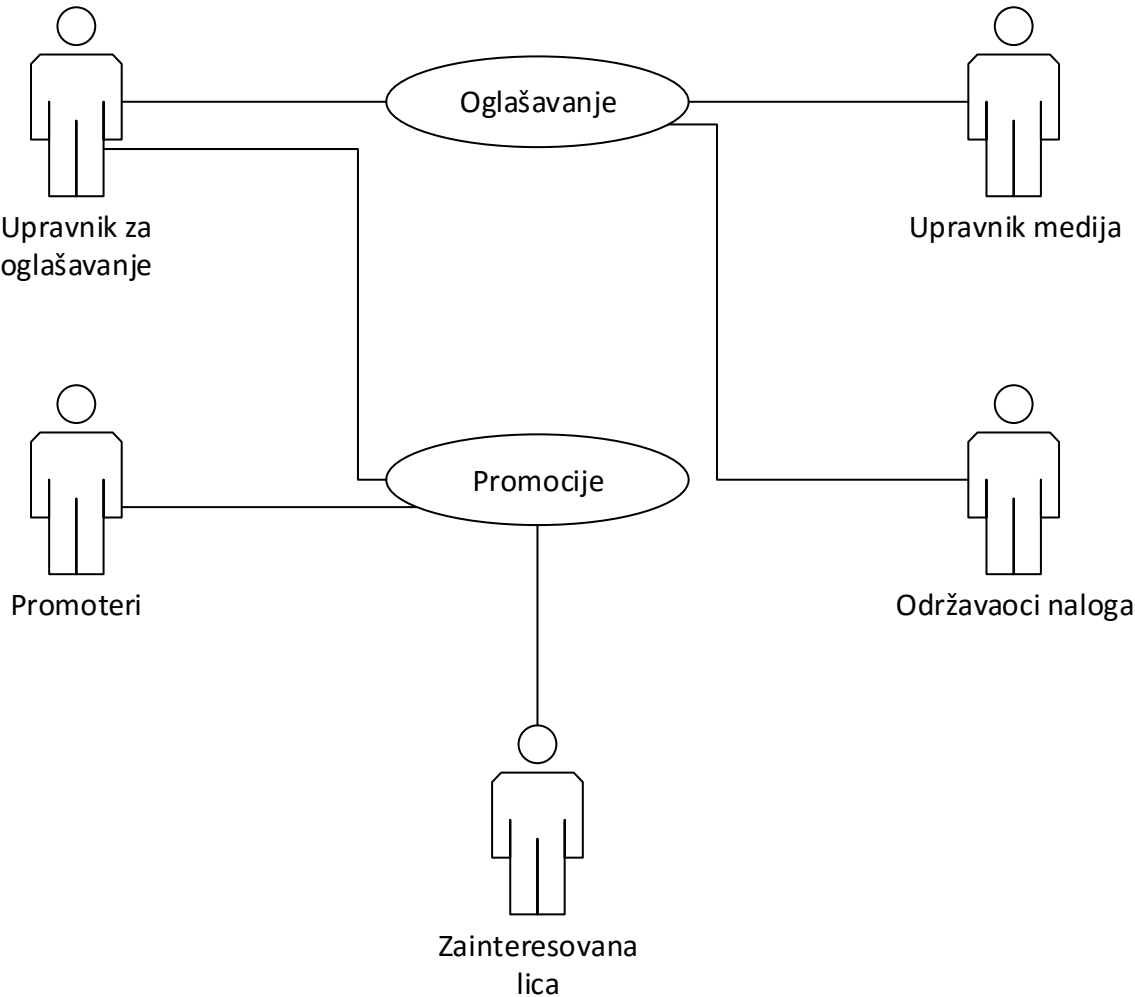 Oglašavanje
Upravnik za
oglašavanje
Upravnik medija
Promocije
Promoteri
Održavaoci naloga
Zainteresovana
lica